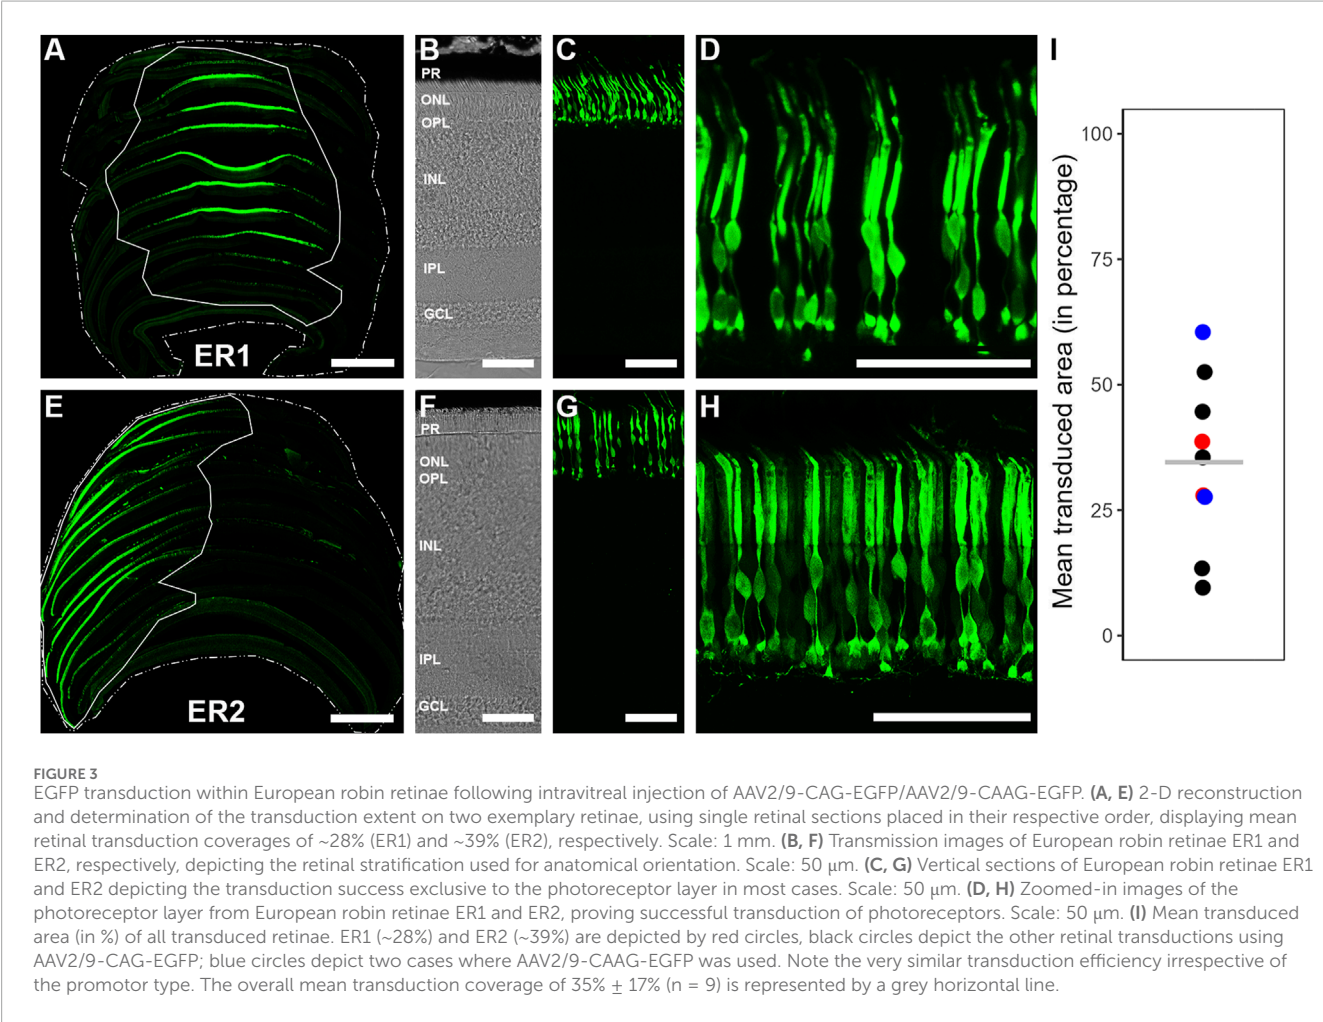 A
B
C
D
I
PR
ONL
OPL
INL
IPL
GCL
ER1
E
F
G
H
PR
ONL
OPL
INL
IPL
GCL
ER2
Mean transduced area (in percentage)
100
75
50
25
0
FIGURE 3
EGFP transduction within European robin retinae following intravitreal injection of AAV2/9-CAG-EGFP/AAV2/9-CAAG-EGFP. (A, E) 2-D reconstruction
and determination of the transduction extent on two exemplary retinae, using single retinal sections placed in their respective order, displaying mean
retinal transduction coverages of ~28% (ER1) and ~39% (ER2), respectively. Scale: 1 mm. (B, F) Transmission images of European robin retinae ER1 and
ER2, respectively, depicting the retinal stratification used for anatomical orientation. Scale: 50 μm. (C, G) Vertical sections of European robin retinae ER1
and ER2 depicting the transduction success exclusive to the photoreceptor layer in most cases. Scale: 50 μm. (D, H) Zoomed-in images of the
photoreceptor layer from European robin retinae ER1 and ER2, proving successful transduction of photoreceptors. Scale: 50 μm. (I) Mean transduced
area (in %) of all transduced retinae. ER1 (~28%) and ER2 (~39%) are depicted by red circles, black circles depict the other retinal transductions using
AAV2/9-CAG-EGFP; blue circles depict two cases where AAV2/9-CAAG-EGFP was used. Note the very similar transduction efficiency irrespective of
the promotor type. The overall mean transduction coverage of 35% ± 17% (n = 9) is represented by a grey horizontal line.